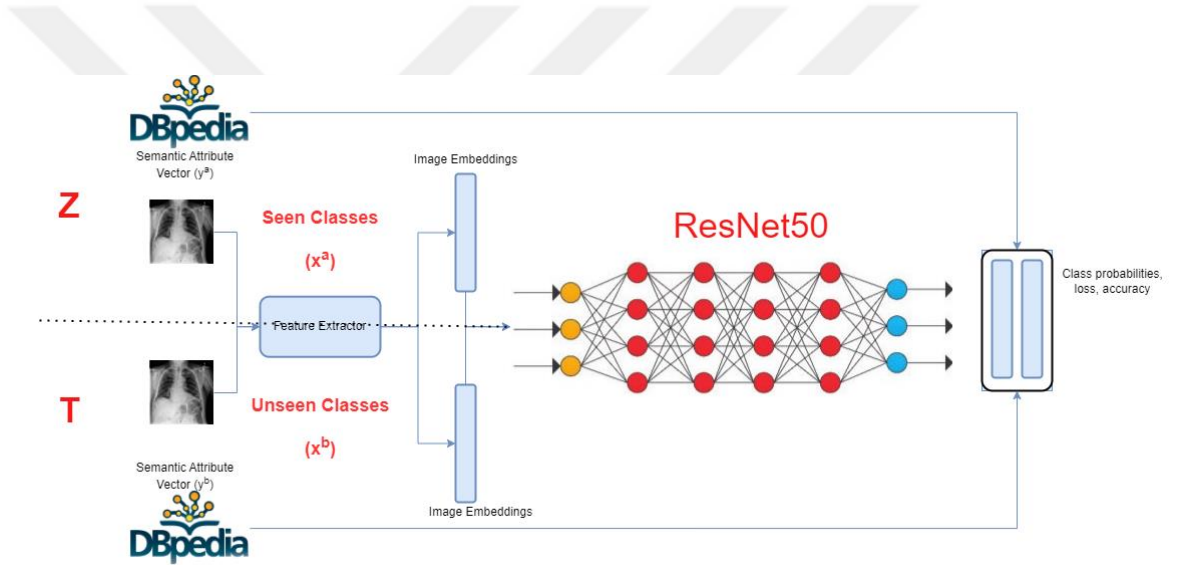 DBpedia
Semantic Attribute
Vector (yᵃ)
Z
Seen Classes
(xᵃ)
Image Embeddings
ResNet50
Class probabilities,
loss, accuracy
Feature Extractor
T
Unseen Classes
(xᵇ)
Semantic Attribute
Vector (yᵇ)
Image Embeddings
DBpedia